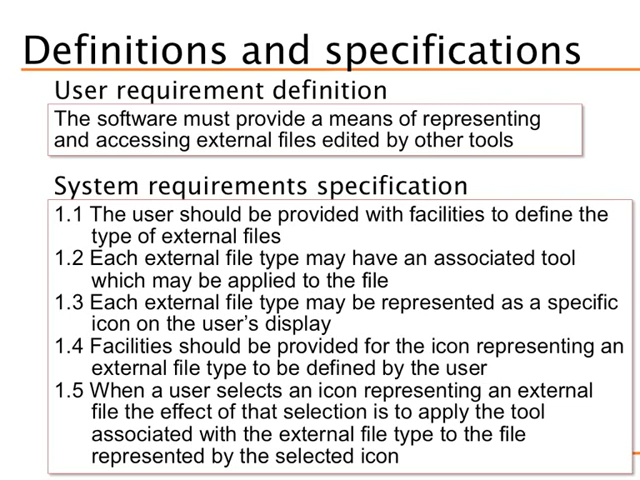 Definitions and specifications
User requirement definition
The software must provide a means of representing
and accessing external files edited by other tools
System requirements specification
1.1 The user should be provided with facilities to define the
type of external files
1.2 Each external file type may have an associated tool
which may be applied to the file
1.3 Each external file type may be represented as a specific
icon on the user's display
1.4 Facilities should be provided for the icon representing an
external file type to be defined by the user
1.5 When a user selects an icon representing an external
file the effect of that selection is to apply the tool
associated with the external file type to the file
represented by the selected icon